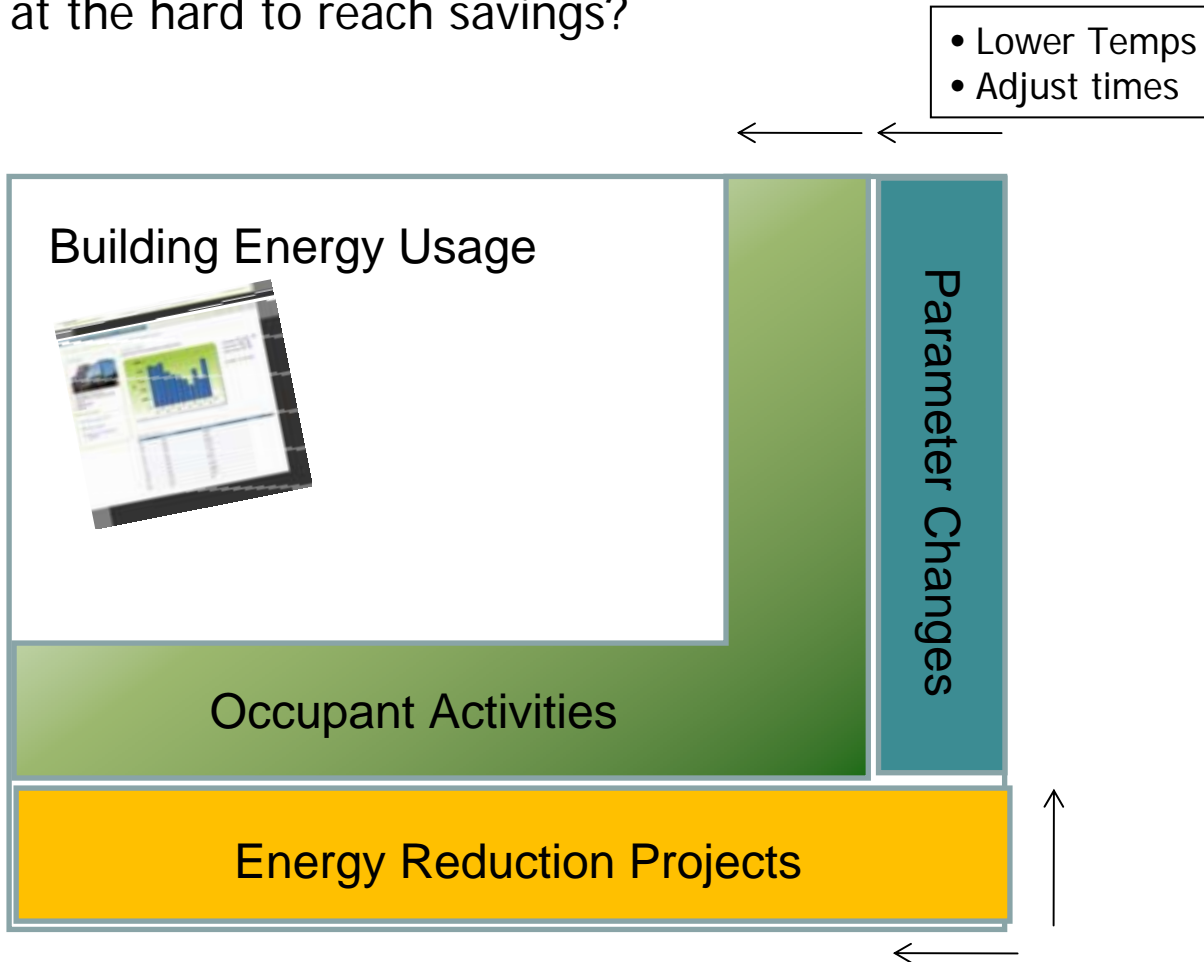 at the hard to reach savings?
• Lower Temps
• Adjust times
Building Energy Usage
Parameter Changes
Occupant Activities
Energy Reduction Projects